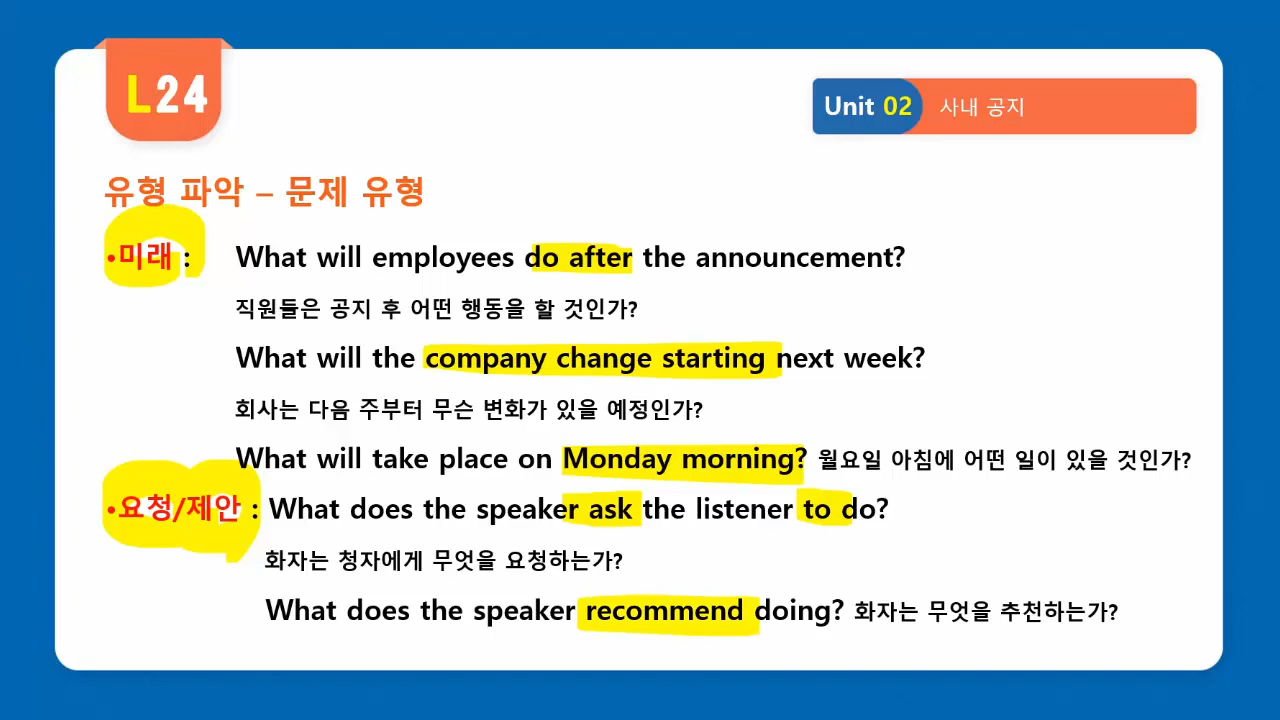 L24
Unit 02 사내 공지
유형 파악 – 문제 유형
•미래 : What will employees do after the announcement?
직원들은 공지 후 어떤 행동을 할 것인가?
What will the company change starting next week?
회사는 다음 주부터 무슨 변화가 있을 예정인가?
What will take place on Monday morning? 월요일 아침에 어떤 일이 있을 것인가?
•요청/제안 : What does the speaker ask the listener to do?
화자는 청자에게 무엇을 요청하는가?
What does the speaker recommend doing? 화자는 무엇을 추천하는가?